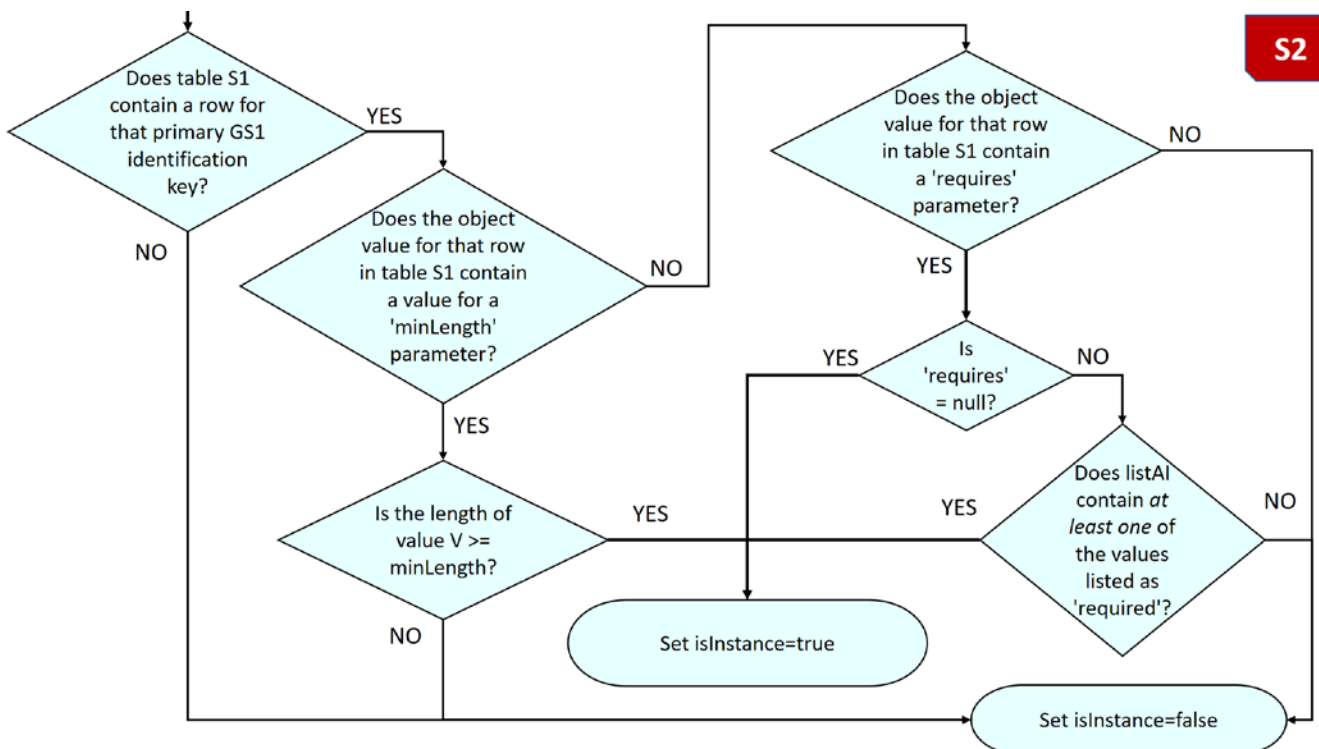 S2
Does table S1
contain a row for
that primary GS1
identification
key?
YES
NO
Does the object
value for that row
in table S1 contain
a value for a
'minLength'
parameter?
NO
YES
Is the length of
value V >=
minLength?
YES
NO
Does the object
value for that row
in table S1 contain
a 'requires'
parameter?
NO
YES
Is
'requires'
= null?
YES
NO
Does listAI
contain at
least one of
the values
listed as
'required'?
YES
NO
Set isInstance=true
Set isInstance=false